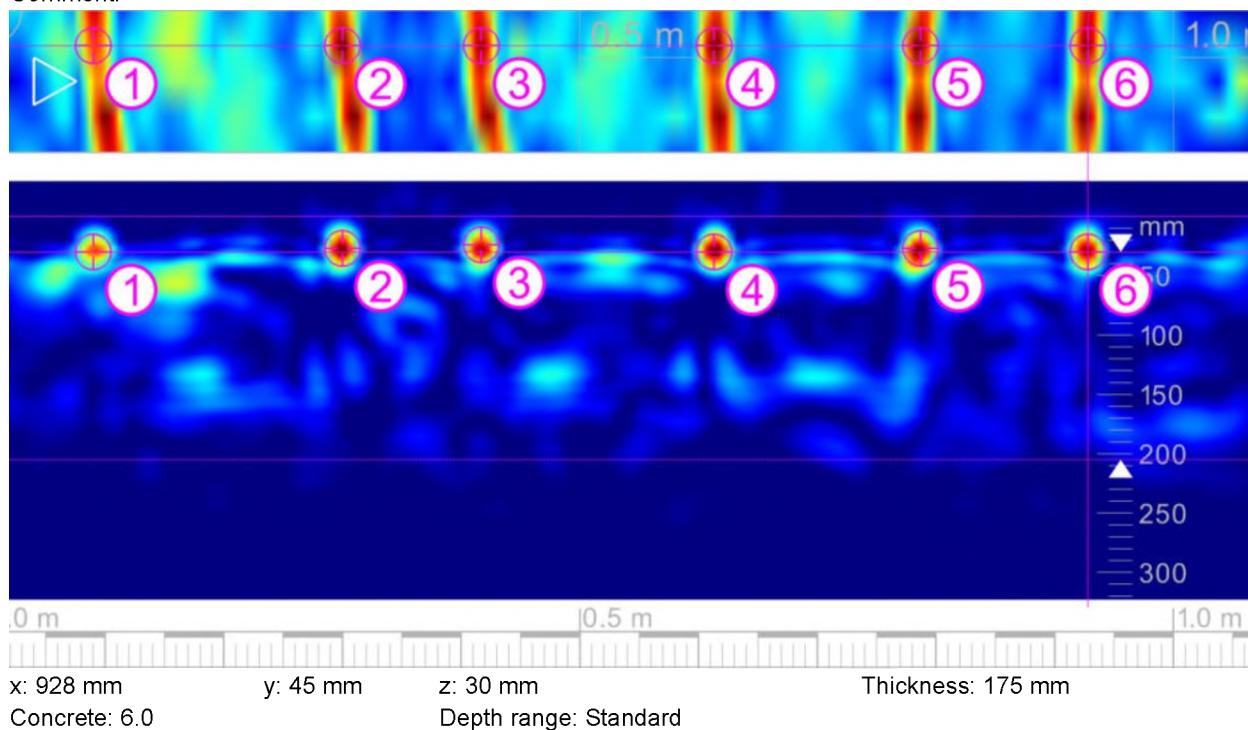 0.5 m 1.0 m
1 2 3 4 5 6
mm
50
1 2 3 4 5 6
100
150
200
250
300
.0 m 0.5 m 1.0 m
x: 928 mm y: 45 mm z: 30 mm Thickness: 175 mm
Concrete: 6.0 Depth range: Standard